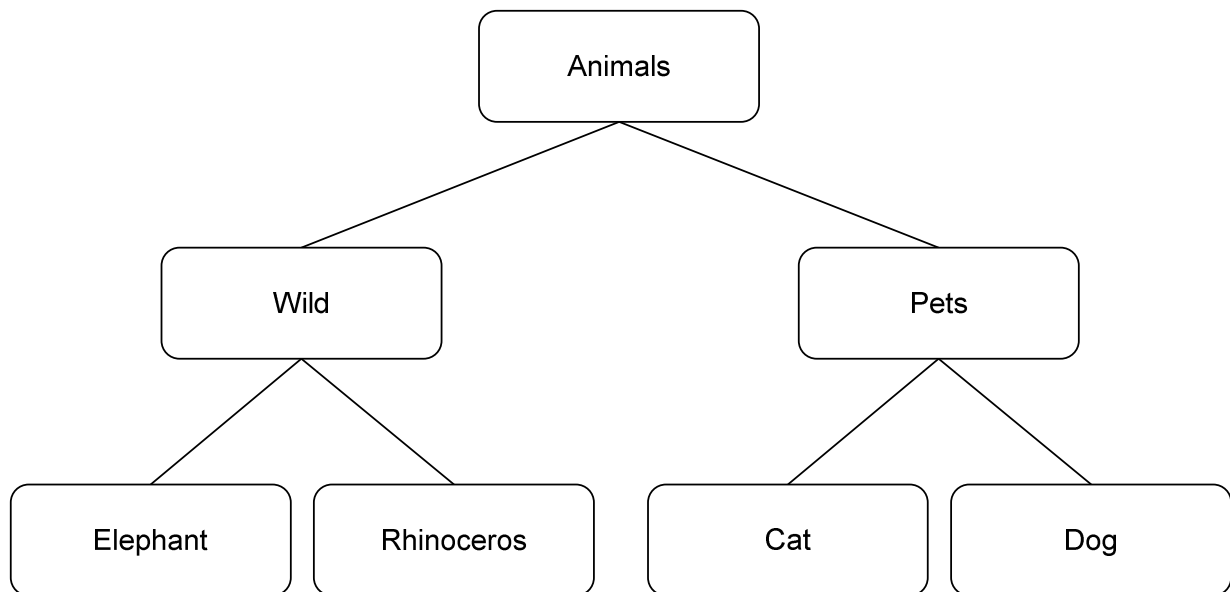 Animals
Wild
Pets
Elephant
Rhinoceros
Cat
Dog